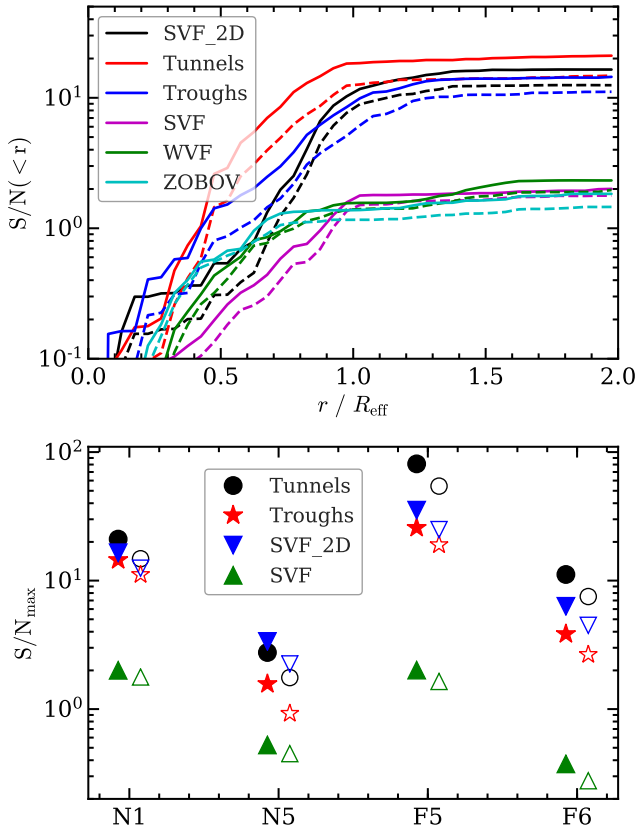 S/N(< r)
10^1
10^0
10^-1
SVF_2D
Tunnels
Troughs
SVF
WVF
ZOBOV
0.0 0.5 1.0 1.5 2.0
r / R_eff
S/N_max
10^2
10^1
10^0
Tunnels
Troughs
SVF_2D
SVF
N1 N5 F5 F6